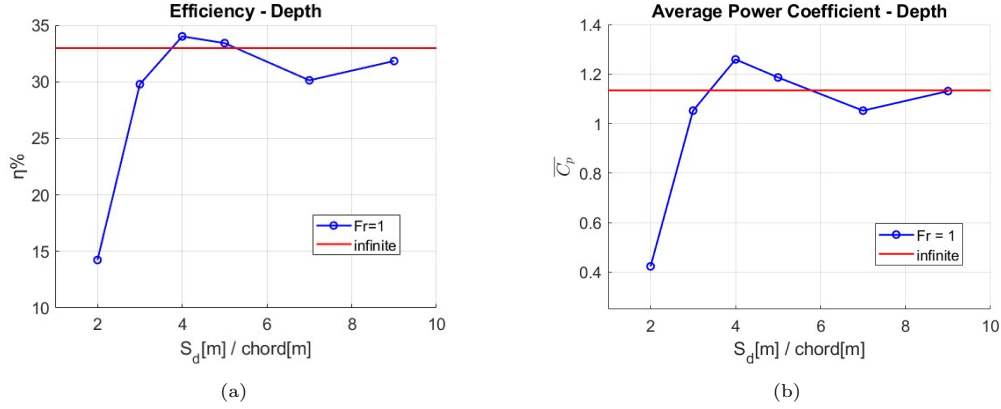 Efficiency - Depth
35
30
25
20
15
10
η%
2
4
6
8
10
S_d[m] / chord[m]
Fr=1
infinite
(a)
Average Power Coefficient - Depth
1.4
1.2
1
0.8
0.6
0.4
C̅_p
2
4
6
8
10
S_d[m] / chord[m]
Fr = 1
infinite
(b)